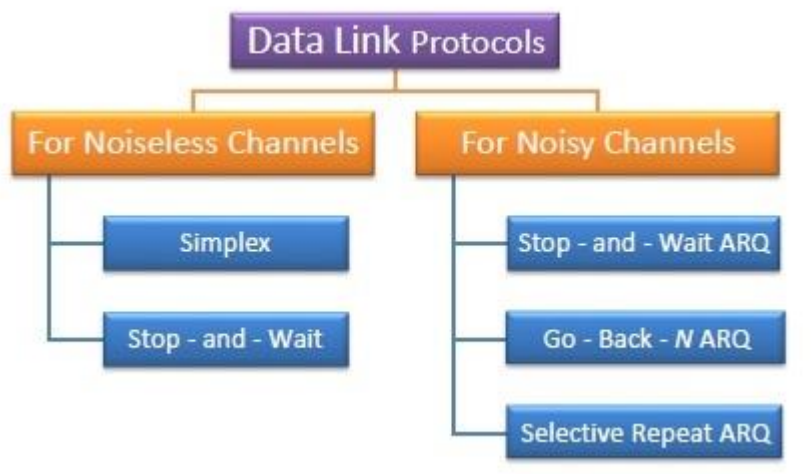 Data Link Protocols
For Noiseless Channels
For Noisy Channels
Simplex
Stop - and - Wait
Stop - and - Wait ARQ
Go - Back - N ARQ
Selective Repeat ARQ